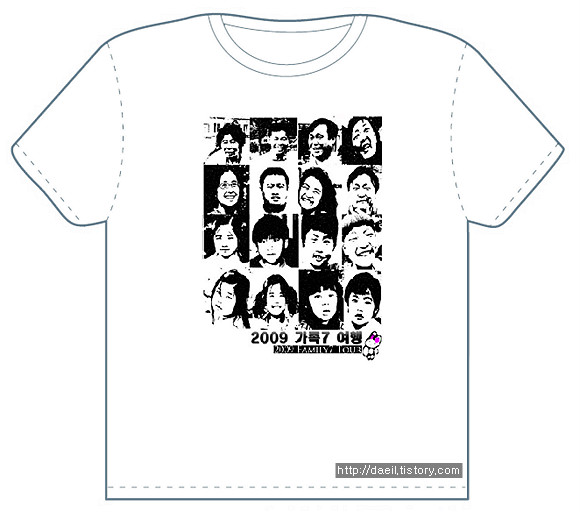 2009 가족7 여행
2009 FAMILY7 TOUR
http://daeil.tistory.com